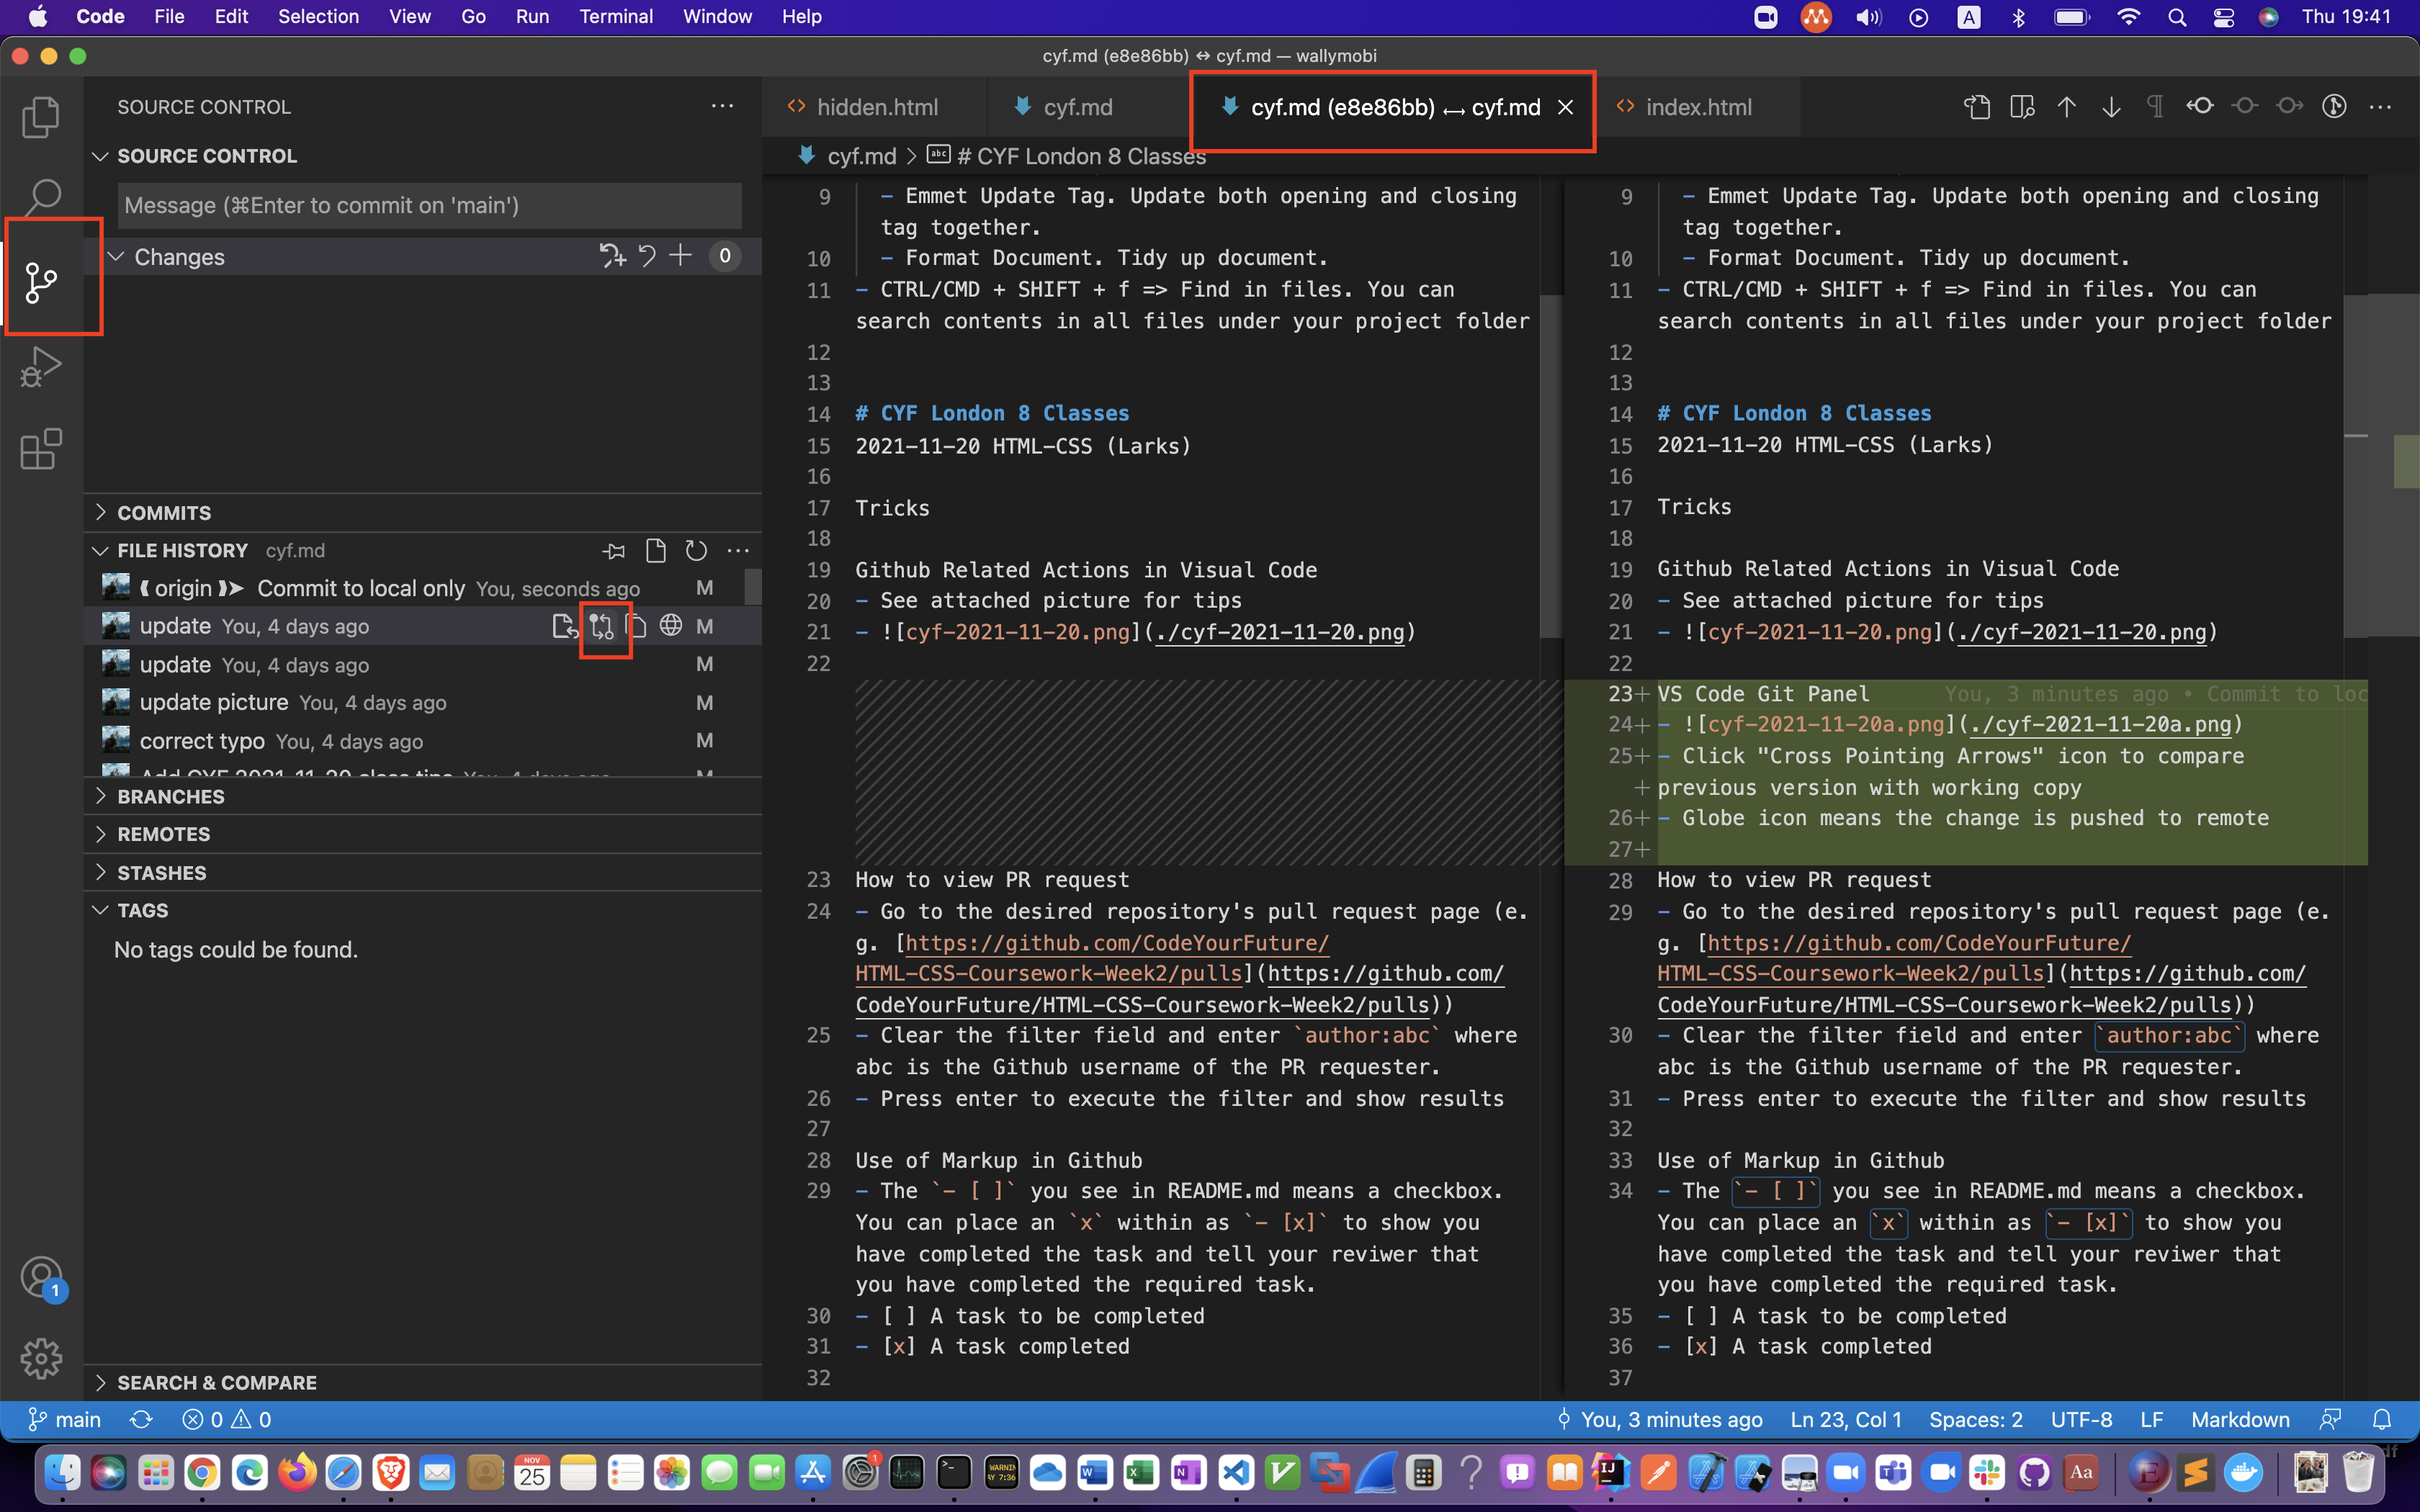 Code File Edit Selection View Go Run Terminal Window Help
A
Thu 19:41
cyf.md (e8e86bb) ↔ cyf.md — wallymobi
SOURCE CONTROL
SOURCE CONTROL
Message (⌘Enter to commit on 'main')
Changes
0
COMMITS
FILE HISTORY cyf.md
origin Commit to local only You, seconds ago M
update You, 4 days ago M
update You, 4 days ago M
update picture You, 4 days ago M
correct typo You, 4 days ago M
Add CYF 2021-11-20 class tips You, 4 days ago M
BRANCHES
REMOTES
STASHES
TAGS
No tags could be found.
SEARCH & COMPARE
1
<> hidden.html
cyf.md
cyf.md (e8e86bb) ↔ cyf.md
<> index.html
cyf.md > abc # CYF London 8 Classes
9 - Emmet Update Tag. Update both opening and closing
tag together.
10 - Format Document. Tidy up document.
11 - CTRL/CMD + SHIFT + f => Find in files. You can
search contents in all files under your project folder
12
13
14 # CYF London 8 Classes
15 2021-11-20 HTML-CSS (Larks)
16
17 Tricks
18
19 Github Related Actions in Visual Code
20 - See attached picture for tips
21 - ![cyf-2021-11-20.png](./cyf-2021-11-20.png)
22
23 How to view PR request
24 - Go to the desired repository's pull request page (e.
g. [https://github.com/CodeYourFuture/
HTML-CSS-Coursework-Week2/pulls](https://github.com/
CodeYourFuture/HTML-CSS-Coursework-Week2/pulls))
25 - Clear the filter field and enter `author:abc` where
abc is the Github username of the PR requester.
26 - Press enter to execute the filter and show results
27
28 Use of Markup in Github
29 - The `- [ ]` you see in README.md means a checkbox.
You can place an `x` within as `- [x]` to show you
have completed the task and tell your reviwer that
you have completed the required task.
30 - [ ] A task to be completed
31 - [x] A task completed
32
9 - Emmet Update Tag. Update both opening and closing
tag together.
10 - Format Document. Tidy up document.
11 - CTRL/CMD + SHIFT + f => Find in files. You can
search contents in all files under your project folder
12
13
14 # CYF London 8 Classes
15 2021-11-20 HTML-CSS (Larks)
16
17 Tricks
18
19 Github Related Actions in Visual Code
20 - See attached picture for tips
21 - ![cyf-2021-11-20.png](./cyf-2021-11-20.png)
22
23+ VS Code Git Panel You, 3 minutes ago • Commit to loc
24+ - ![cyf-2021-11-20a.png](./cyf-2021-11-20a.png)
25+ - Click "Cross Pointing Arrows" icon to compare
+ previous version with working copy
26+ - Globe icon means the change is pushed to remote
27+
28 How to view PR request
29 - Go to the desired repository's pull request page (e.
g. [https://github.com/CodeYourFuture/
HTML-CSS-Coursework-Week2/pulls](https://github.com/
CodeYourFuture/HTML-CSS-Coursework-Week2/pulls))
30 - Clear the filter field and enter `author:abc` where
abc is the Github username of the PR requester.
31 - Press enter to execute the filter and show results
32
33 Use of Markup in Github
34 - The `- [ ]` you see in README.md means a checkbox.
You can place an `x` within as `- [x]` to show you
have completed the task and tell your reviwer that
you have completed the required task.
35 - [ ] A task to be completed
36 - [x] A task completed
37
main 0 0 You, 3 minutes ago Ln 23, Col 1 Spaces: 2 UTF-8 LF Markdown
df
NOV
25
1
WARNIN
AY 7:36
W X N V ? IJ T Aa E S